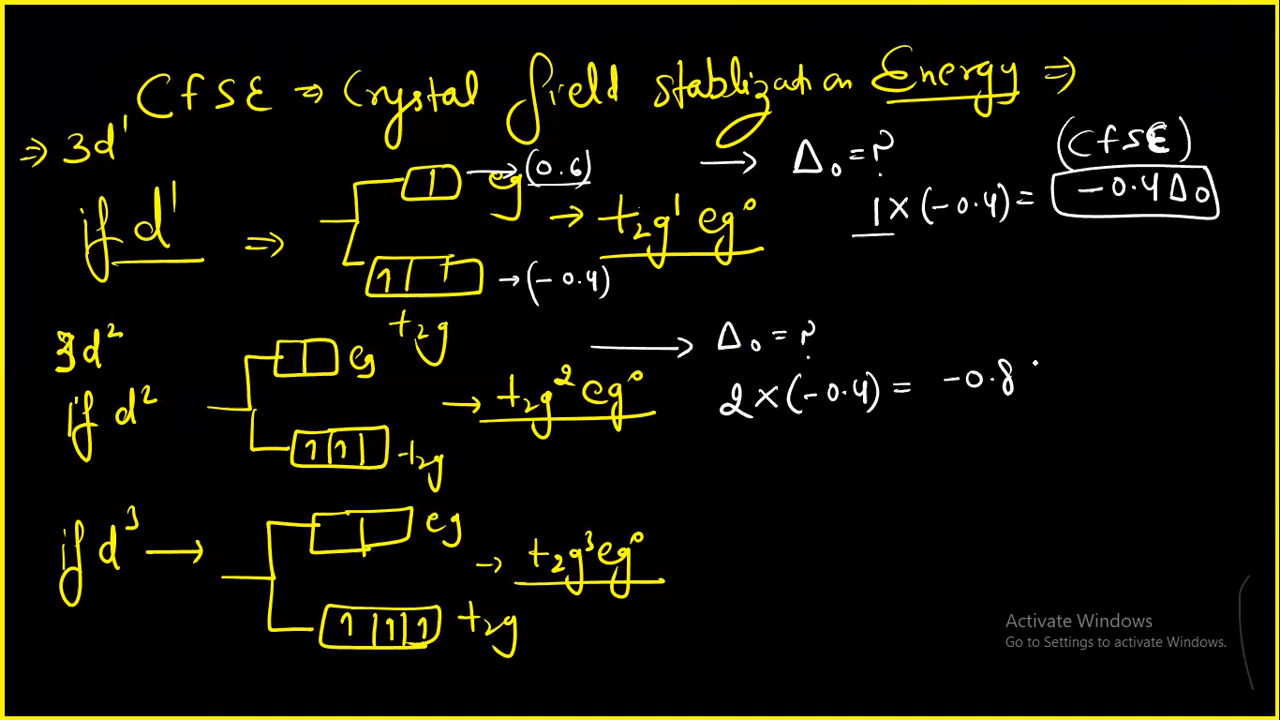 CFSE ⇒ Crystal field stablization Energy ⇒
⇒ 3d¹
if d¹ ⇒
eg → (0.6)
t₂g → (-0.4)
→ t₂g¹ eg⁰
→ Δ₀ = ?
1 × (-0.4) = -0.4Δ₀
(CFSE)
3d²
if d²
eg
t₂g
→ t₂g² eg⁰
→ Δ₀ = ?
2 × (-0.4) = -0.8
if d³ →
eg
t₂g
→ t₂g³ eg⁰
Activate Windows
Go to Settings to activate Windows.